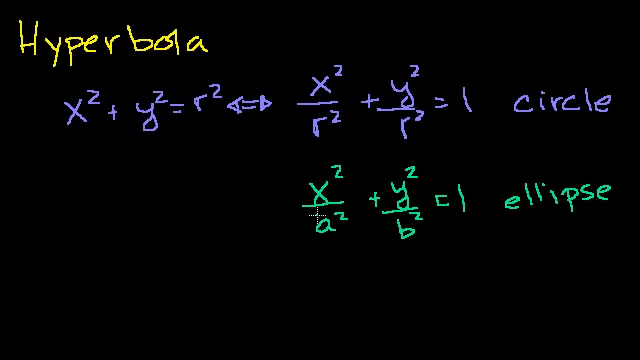 Hyperbola
x² + y² = r² ⇔ x²/r² + y²/r² = 1 circle
x²/a² + y²/b² = 1 ellipse